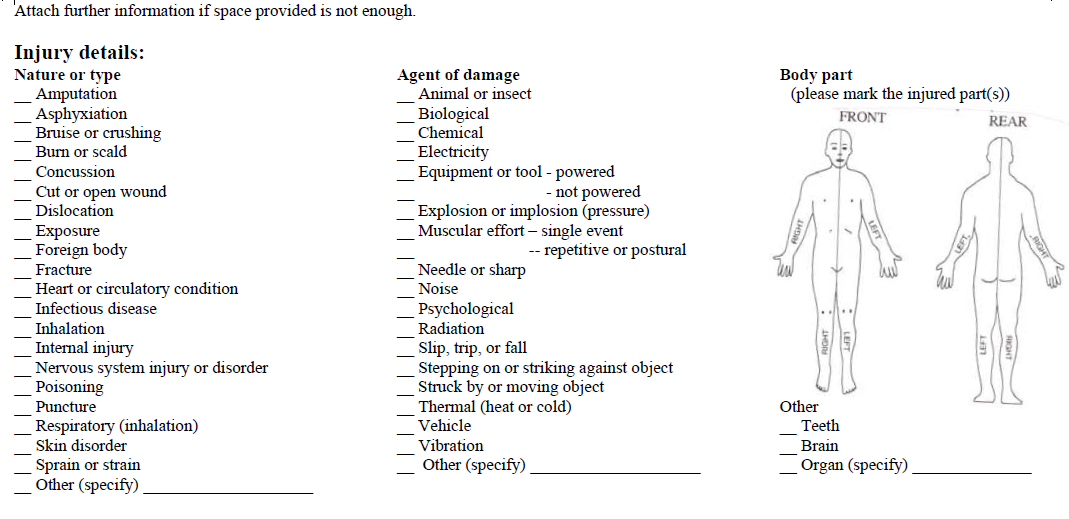 Attach further information if space provided is not enough.
Injury details:
Nature or type
__ Amputation
__ Asphyxiation
__ Bruise or crushing
__ Burn or scald
__ Concussion
__ Cut or open wound
__ Dislocation
__ Exposure
__ Foreign body
__ Fracture
__ Heart or circulatory condition
__ Infectious disease
__ Inhalation
__ Internal injury
__ Nervous system injury or disorder
__ Poisoning
__ Puncture
__ Respiratory (inhalation)
__ Skin disorder
__ Sprain or strain
__ Other (specify) ____________________
Agent of damage
__ Animal or insect
__ Biological
__ Chemical
__ Electricity
__ Equipment or tool - powered
__ - not powered
__ Explosion or implosion (pressure)
__ Muscular effort – single event
__ -- repetitive or postural
__ Needle or sharp
__ Noise
__ Psychological
__ Radiation
__ Slip, trip, or fall
__ Stepping on or striking against object
__ Struck by or moving object
__ Thermal (heat or cold)
__ Vehicle
__ Vibration
__ Other (specify) ____________________
Body part
(please mark the injured part(s))
FRONT
REAR
RIGHT
LEFT
LEFT
RIGHT
RIGHT
LEFT
LEFT
RIGHT
Other
__ Teeth
__ Brain
__ Organ (specify) ______________